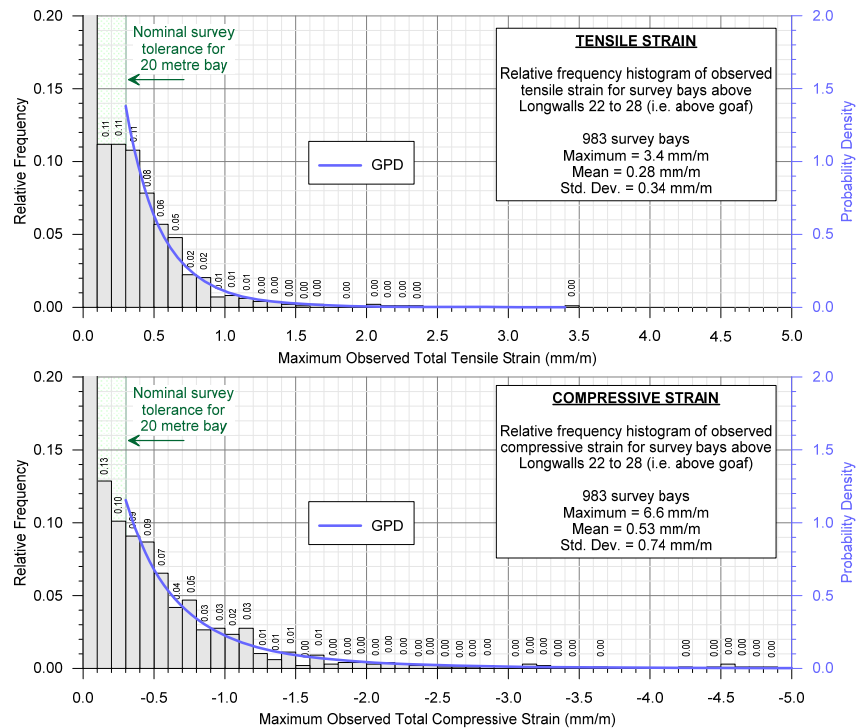 0.20
0.15
0.10
0.05
0.00
Relative Frequency
2.0
1.5
1.0
0.5
0.0
Probability Density
Nominal survey
tolerance for
20 metre bay
TENSILE STRAIN
Relative frequency histogram of observed
tensile strain for survey bays above
Longwalls 22 to 28 (i.e. above goaf)
983 survey bays
Maximum = 3.4 mm/m
Mean = 0.28 mm/m
Std. Dev. = 0.34 mm/m
GPD
0.11 0.11 0.11 0.08 0.06 0.05 0.02 0.02 0.01 0.01 0.01 0.00 0.00 0.00 0.00 0.00 0.00 0.00 0.00 0.00 0.00 0.00
0.0 0.5 1.0 1.5 2.0 2.5 3.0 3.5 4.0 4.5 5.0
Maximum Observed Total Tensile Strain (mm/m)
0.20
0.15
0.10
0.05
0.00
Relative Frequency
2.0
1.5
1.0
0.5
0.0
Probability Density
Nominal survey
tolerance for
20 metre bay
COMPRESSIVE STRAIN
Relative frequency histogram of observed
compressive strain for survey bays above
Longwalls 22 to 28 (i.e. above goaf)
983 survey bays
Maximum = 6.6 mm/m
Mean = 0.53 mm/m
Std. Dev. = 0.74 mm/m
GPD
0.13 0.10 0.09 0.09 0.07 0.04 0.05 0.03 0.03 0.02 0.03 0.01 0.01 0.01 0.00 0.01 0.00 0.00 0.00 0.00 0.00 0.00 0.00 0.00 0.00 0.00 0.00 0.00 0.00 0.00 0.00 0.00 0.00 0.00 0.00 0.00 0.00 0.00 0.00
0.0 -0.5 -1.0 -1.5 -2.0 -2.5 -3.0 -3.5 -4.0 -4.5 -5.0
Maximum Observed Total Compressive Strain (mm/m)